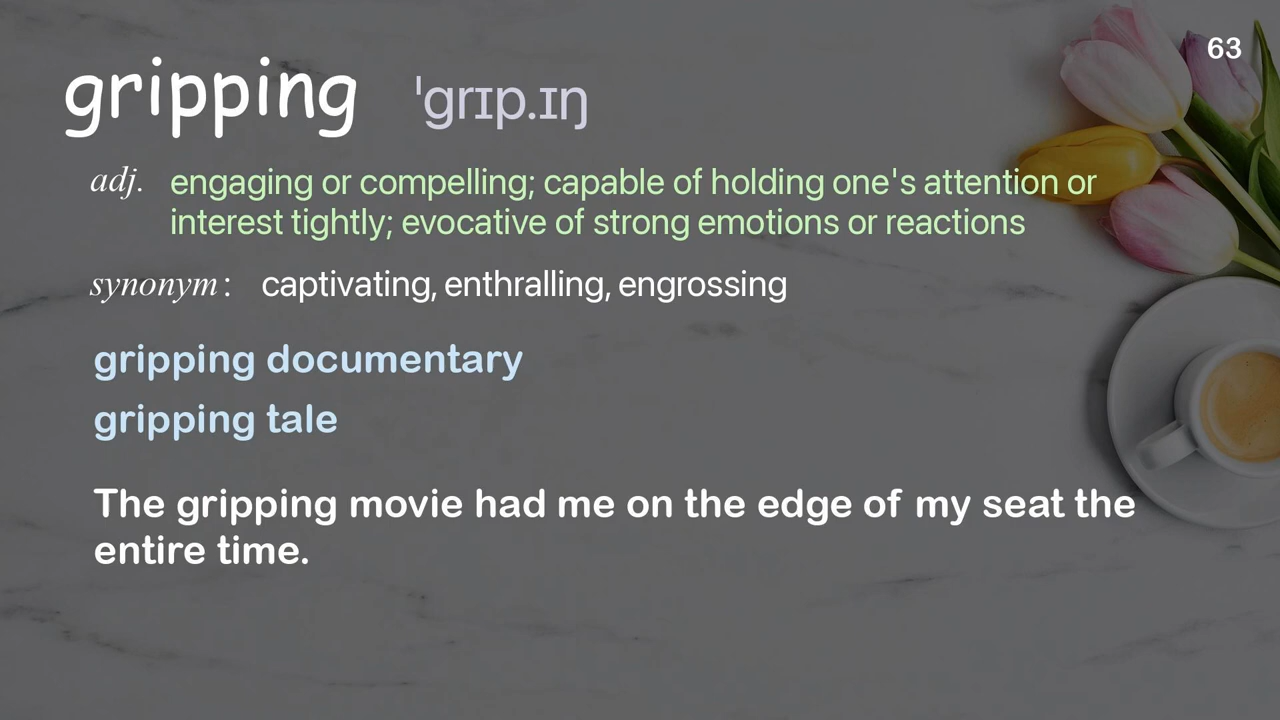 63
gripping ˈɡrɪp.ɪŋ
adj. engaging or compelling; capable of holding one's attention or
interest tightly; evocative of strong emotions or reactions
synonym : captivating, enthralling, engrossing
gripping documentary
gripping tale
The gripping movie had me on the edge of my seat the
entire time.